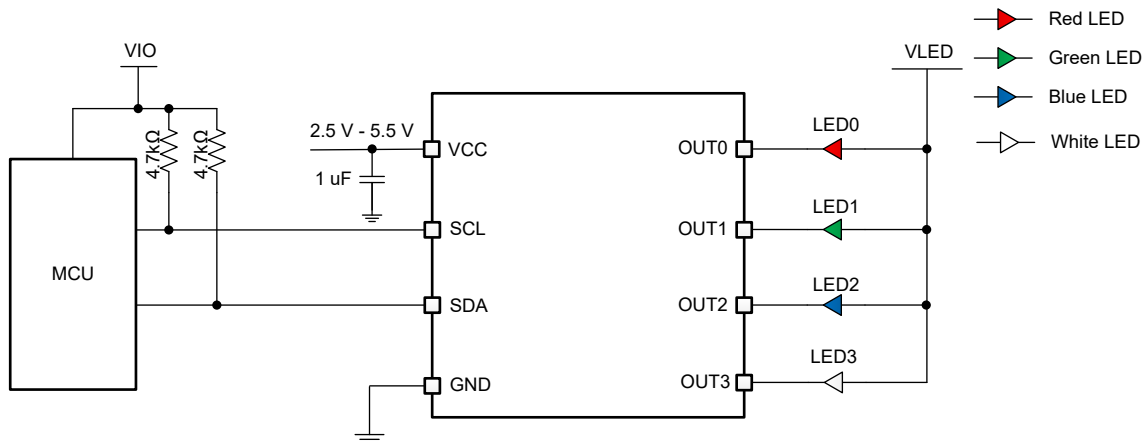 VIO
4.7kΩ
4.7kΩ
MCU
2.5 V - 5.5 V
1 uF
VCC
SCL
SDA
GND
OUT0
OUT1
OUT2
OUT3
LED0
LED1
LED2
LED3
VLED
Red LED
Green LED
Blue LED
White LED